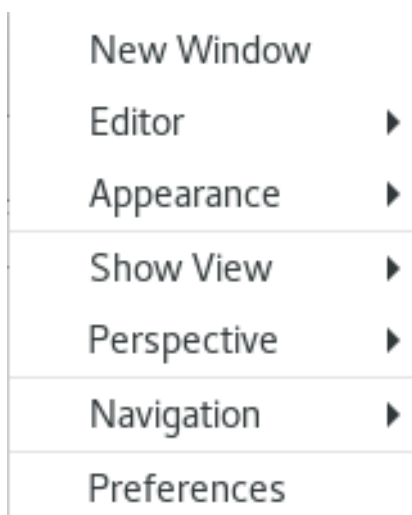 New Window
Editor
Appearance
Show View
Perspective
Navigation
Preferences